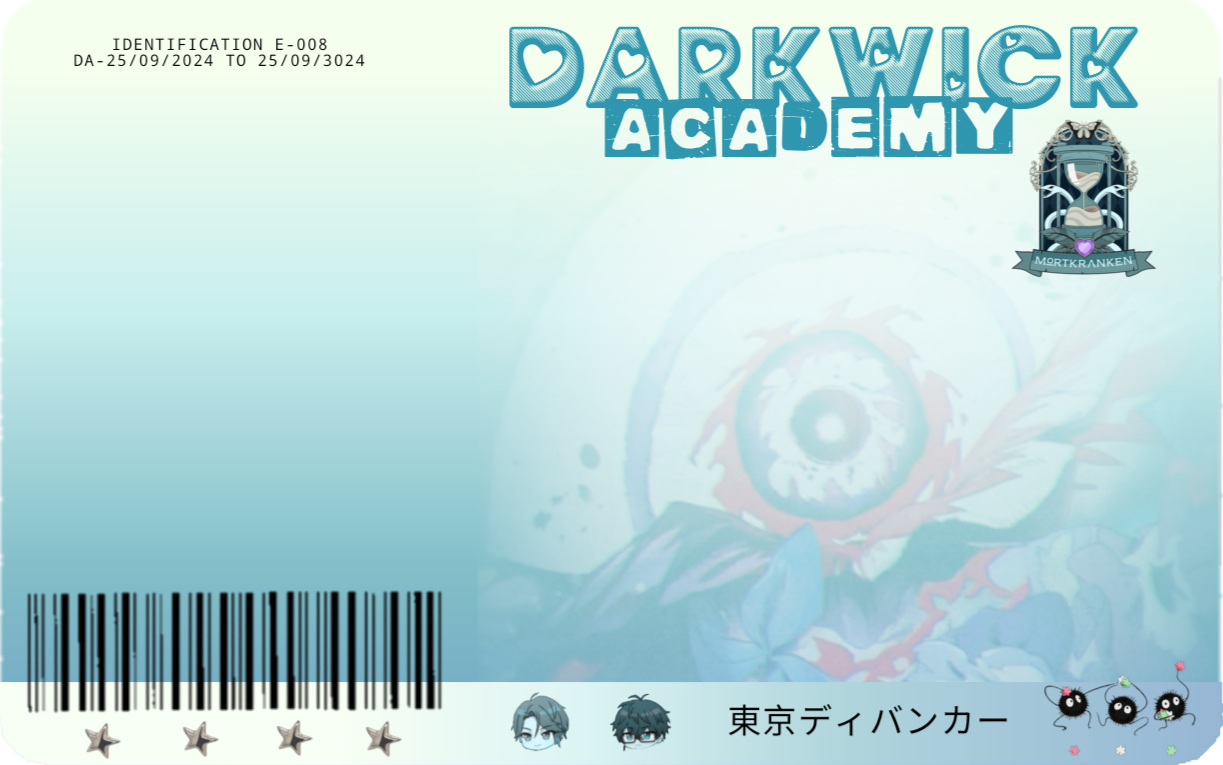 IDENTIFICATION E-008
DA-25/09/2024 TO 25/09/3024
DARKWICK
ACADEMY
MORTKRANKEN
東京ディバンカー